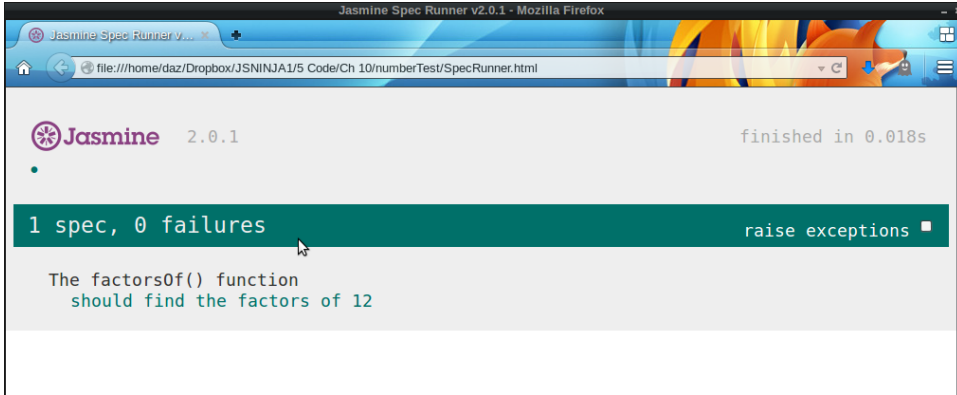 Jasmine Spec Runner v2.0.1 - Mozilla Firefox
Jasmine Spec Runner v...
file:///home/daz/Dropbox/JSNINJA1/5 Code/Ch 10/numberTest/SpecRunner.html
Jasmine 2.0.1 finished in 0.018s
1 spec, 0 failures raise exceptions
The factorsOf() function
should find the factors of 12